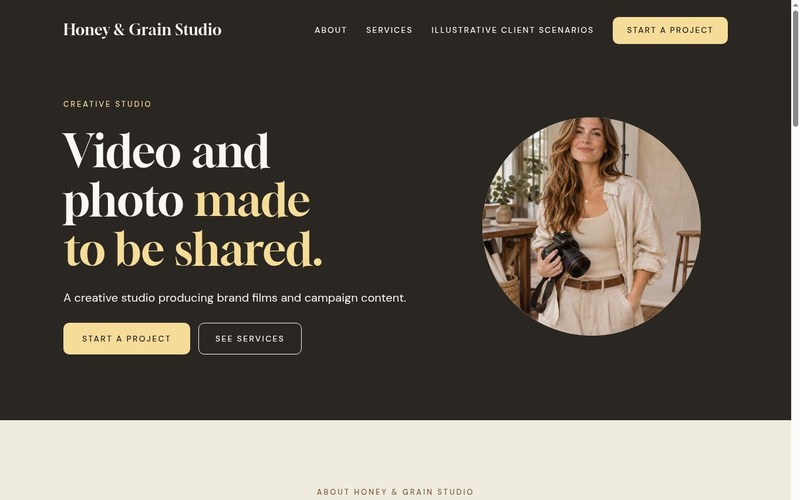 Honey & Grain Studio
ABOUT
SERVICES
ILLUSTRATIVE CLIENT SCENARIOS
START A PROJECT
CREATIVE STUDIO
Video and
photo made
to be shared.
A creative studio producing brand films and campaign content.
START A PROJECT
SEE SERVICES
ABOUT HONEY & GRAIN STUDIO